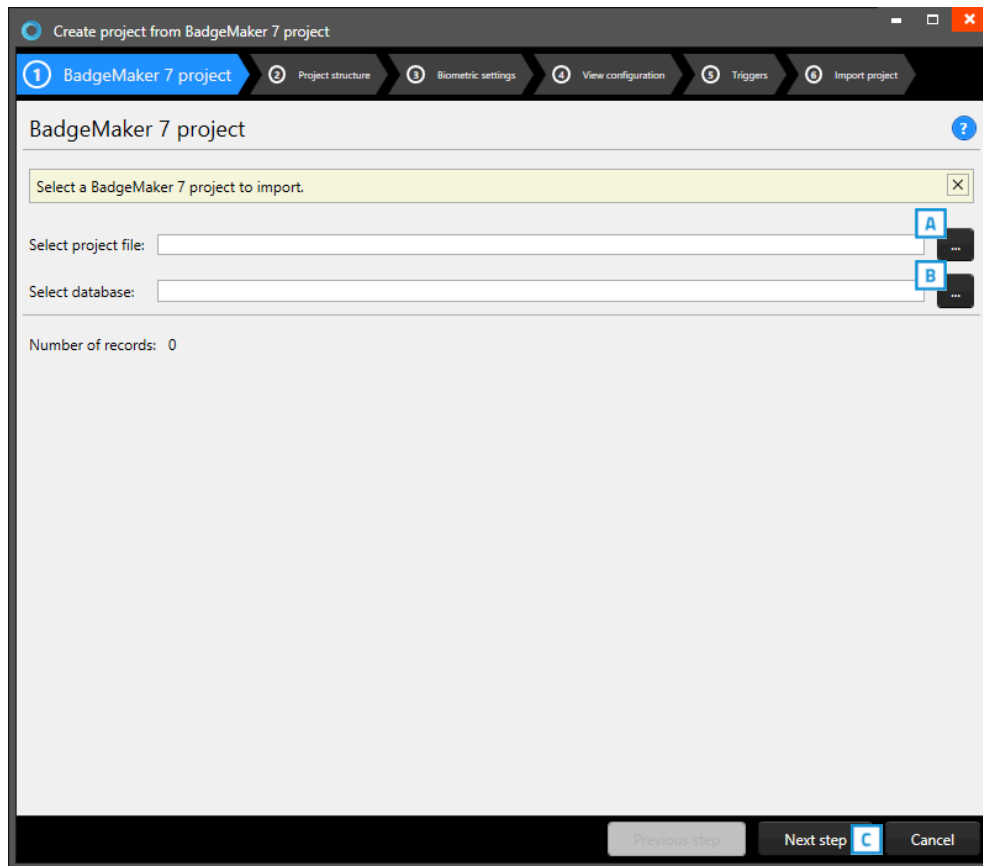 Create project from BadgeMaker 7 project
1 BadgeMaker 7 project 2 Project structure 3 Biometric settings 4 View configuration 5 Triggers 6 Import project
BadgeMaker 7 project ?
Select a BadgeMaker 7 project to import.
A
Select project file: ...
B
Select database: ...
Number of records: 0
Previous step Next step C Cancel